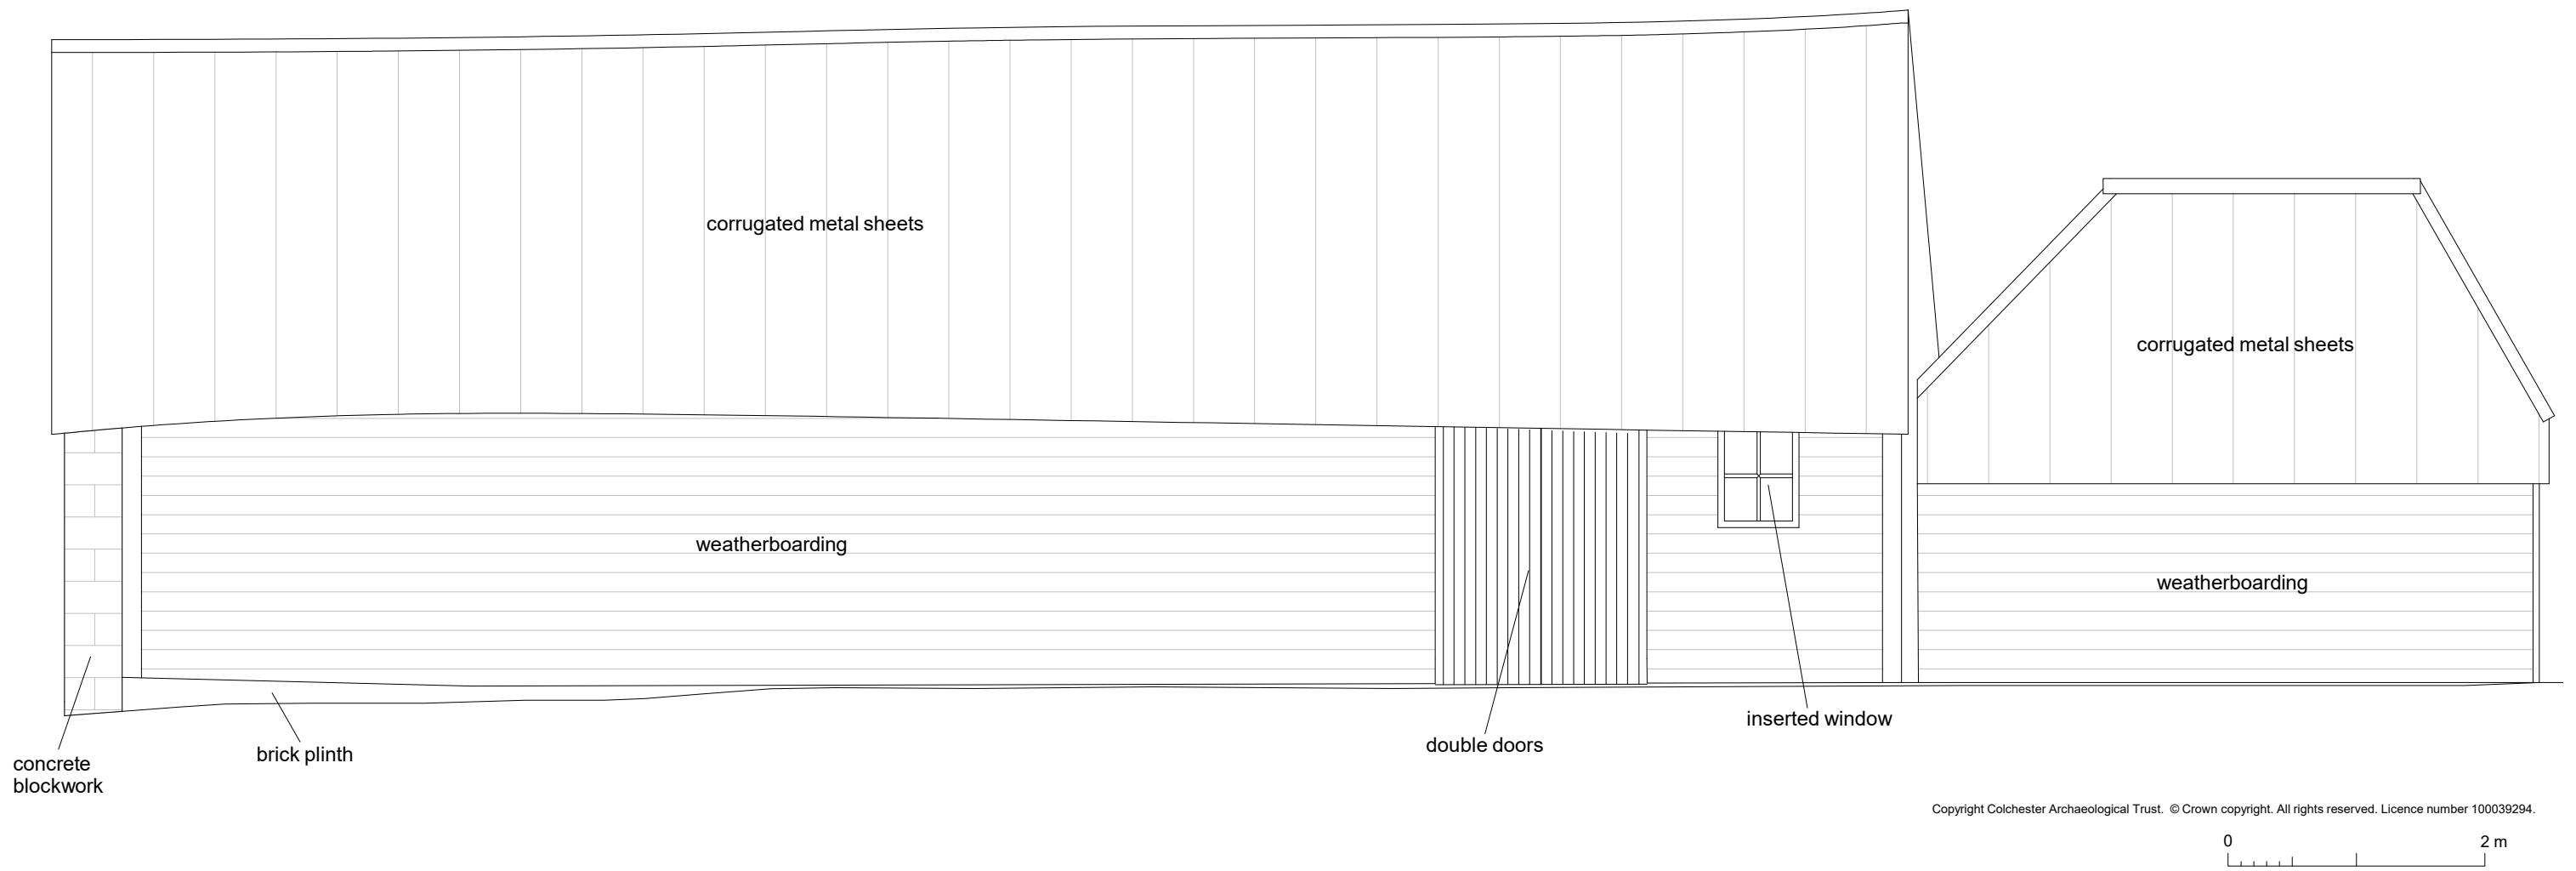 corrugated metal sheets
corrugated metal sheets
weatherboarding
weatherboarding
inserted window
double doors
brick plinth
concrete
blockwork
Copyright Colchester Archaeological Trust. © Crown copyright. All rights reserved. Licence number 100039294.
0 2 m